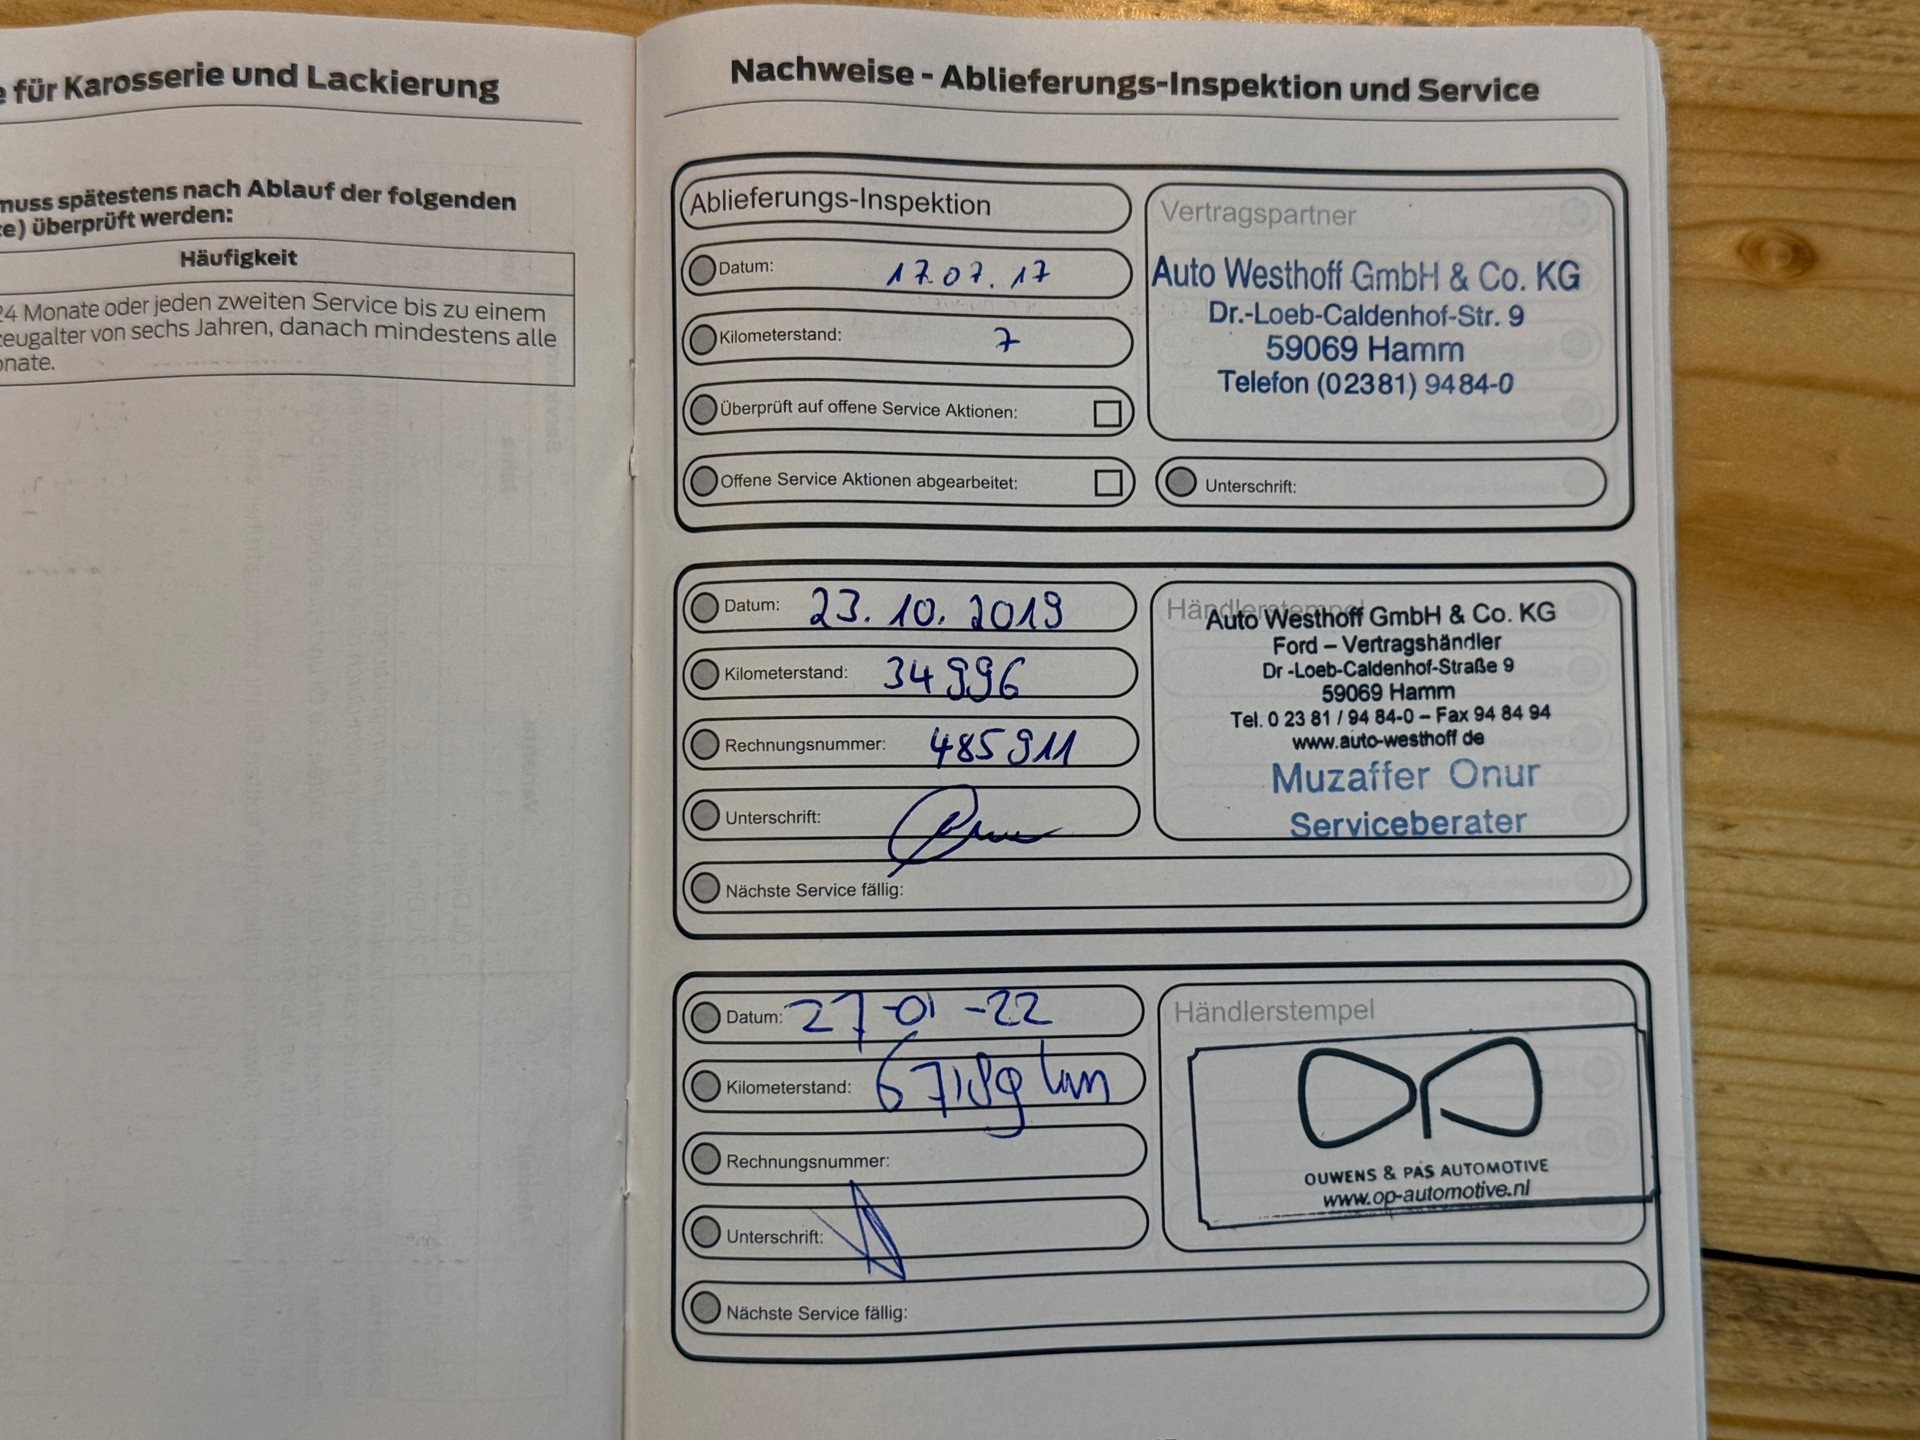 e für Karosserie und Lackierung
muss spätestens nach Ablauf der folgenden
ce) überprüft werden:
Häufigkeit
24 Monate oder jeden zweiten Service bis zu einem
zeugalter von sechs Jahren, danach mindestens alle
onate.
Nachweise - Ablieferungs-Inspektion und Service
Ablieferungs-Inspektion
Datum: 17.07.17
Kilometerstand: 7
Überprüft auf offene Service Aktionen:
Offene Service Aktionen abgearbeitet:
Vertragspartner
Auto Westhoff GmbH & Co. KG
Dr.-Loeb-Caldenhof-Str. 9
59069 Hamm
Telefon (02381) 9484-0
Unterschrift:
Datum: 23.10.2019
Kilometerstand: 34996
Rechnungsnummer: 485911
Unterschrift:
Nächste Service fällig:
Händlerstempel
Auto Westhoff GmbH & Co. KG
Ford – Vertragshändler
Dr -Loeb-Caldenhof-Straße 9
59069 Hamm
Tel. 0 23 81 / 94 84-0 – Fax 94 84 94
www.auto-westhoff de
Muzaffer Onur
Serviceberater
Datum: 27-01-22
Kilometerstand: 67189 km
Rechnungsnummer:
Unterschrift:
Nächste Service fällig:
Händlerstempel
OUWENS & PAS AUTOMOTIVE
www.op-automotive.nl